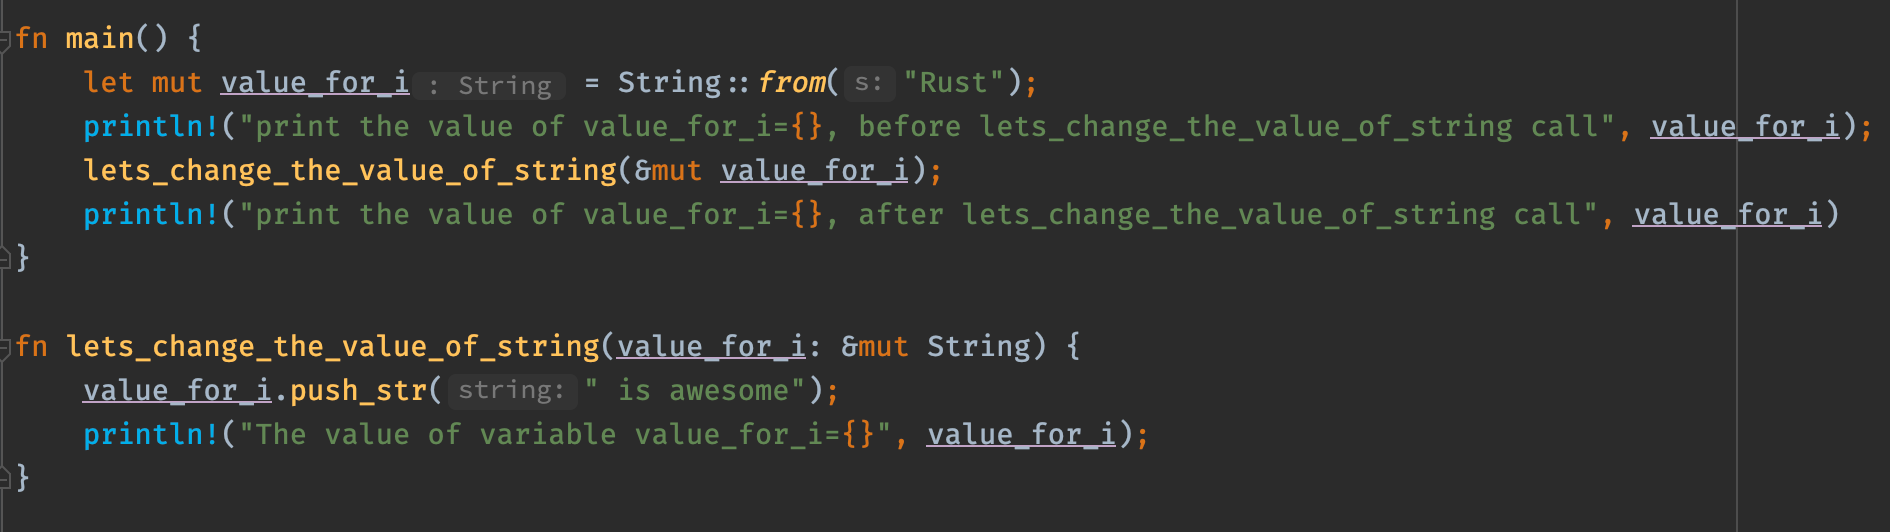 fn main() {
let mut value_for_i : String = String::from( s: "Rust");
println!("print the value of value_for_i={}, before lets_change_the_value_of_string call", value_for_i);
lets_change_the_value_of_string(&mut value_for_i);
println!("print the value of value_for_i={}, after lets_change_the_value_of_string call", value_for_i)
}
fn lets_change_the_value_of_string(value_for_i: &mut String) {
value_for_i.push_str( string: " is awesome");
println!("The value of variable value_for_i={}", value_for_i);
}